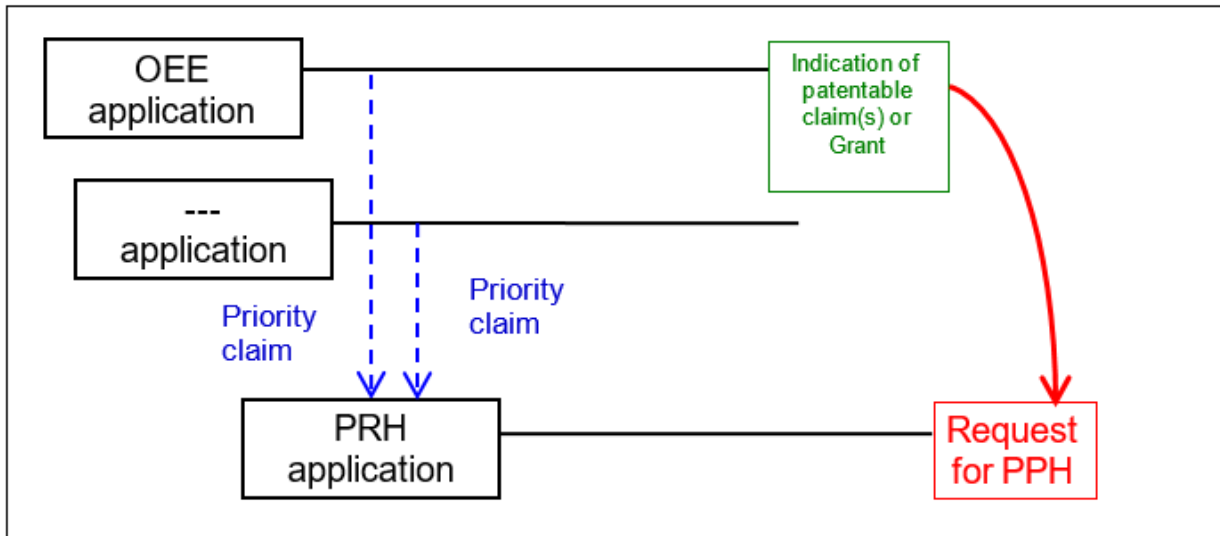 OEE
application
Indication of
patentable
claim(s) or
Grant
---
application
Priority
claim
Priority
claim
PRH
application
Request
for PPH